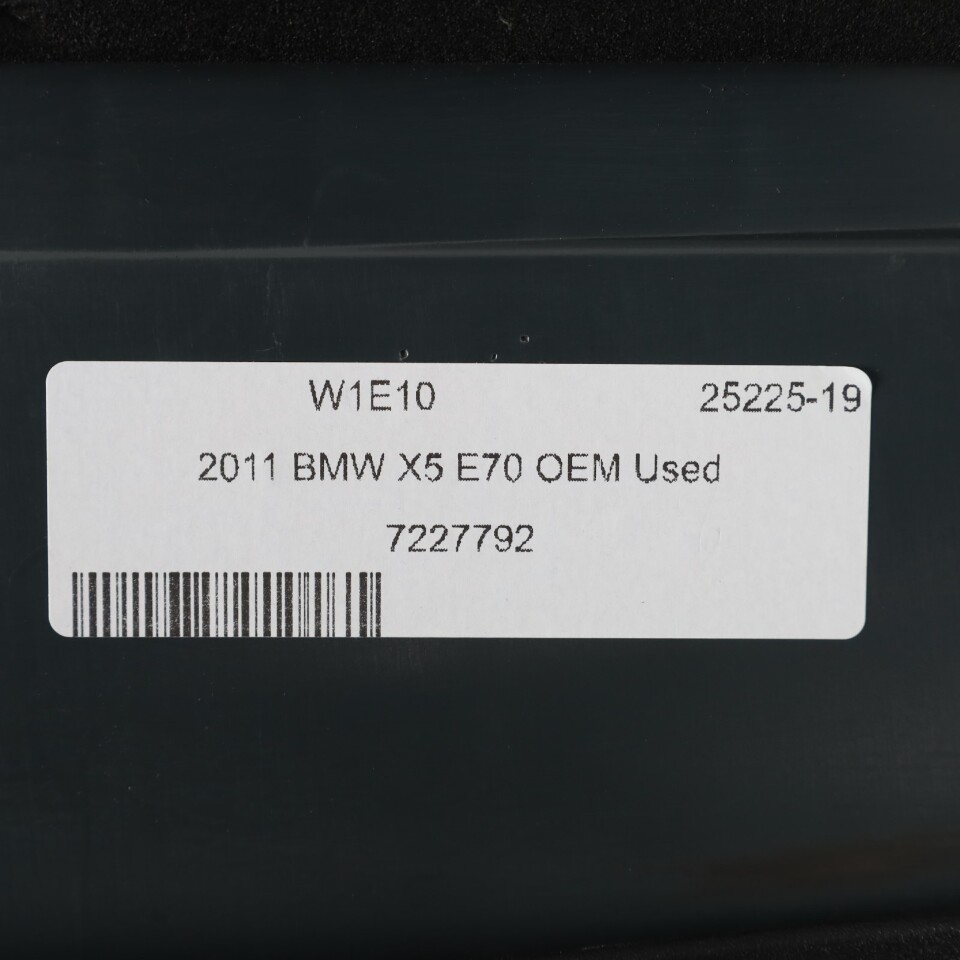 W1E10 25225-19
2011 BMW X5 E70 OEM Used
7227792